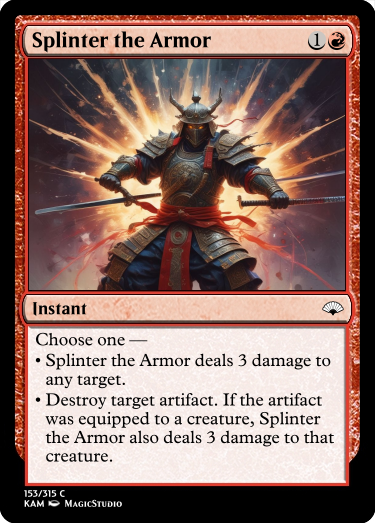 Splinter the Armor 1
Instant
Choose one —
• Splinter the Armor deals 3 damage to
any target.
• Destroy target artifact. If the artifact
was equipped to a creature, Splinter
the Armor also deals 3 damage to that
creature.
153/315 C
KAM MagicStudio